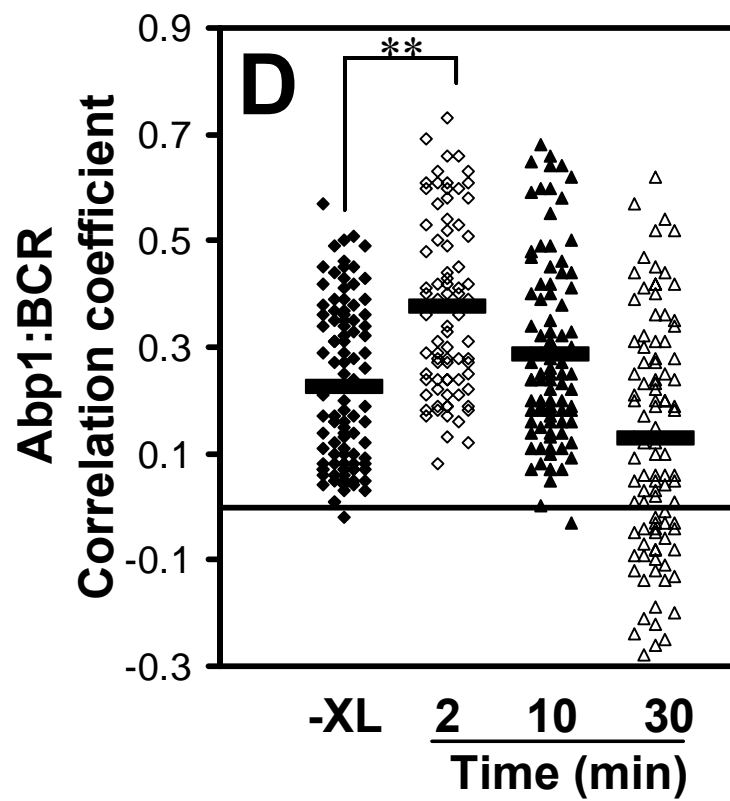 D
**
Abp1:BCR
Correlation coefficient
0.9
0.7
0.5
0.3
0.1
-0.1
-0.3
-XL 2 10 30
Time (min)